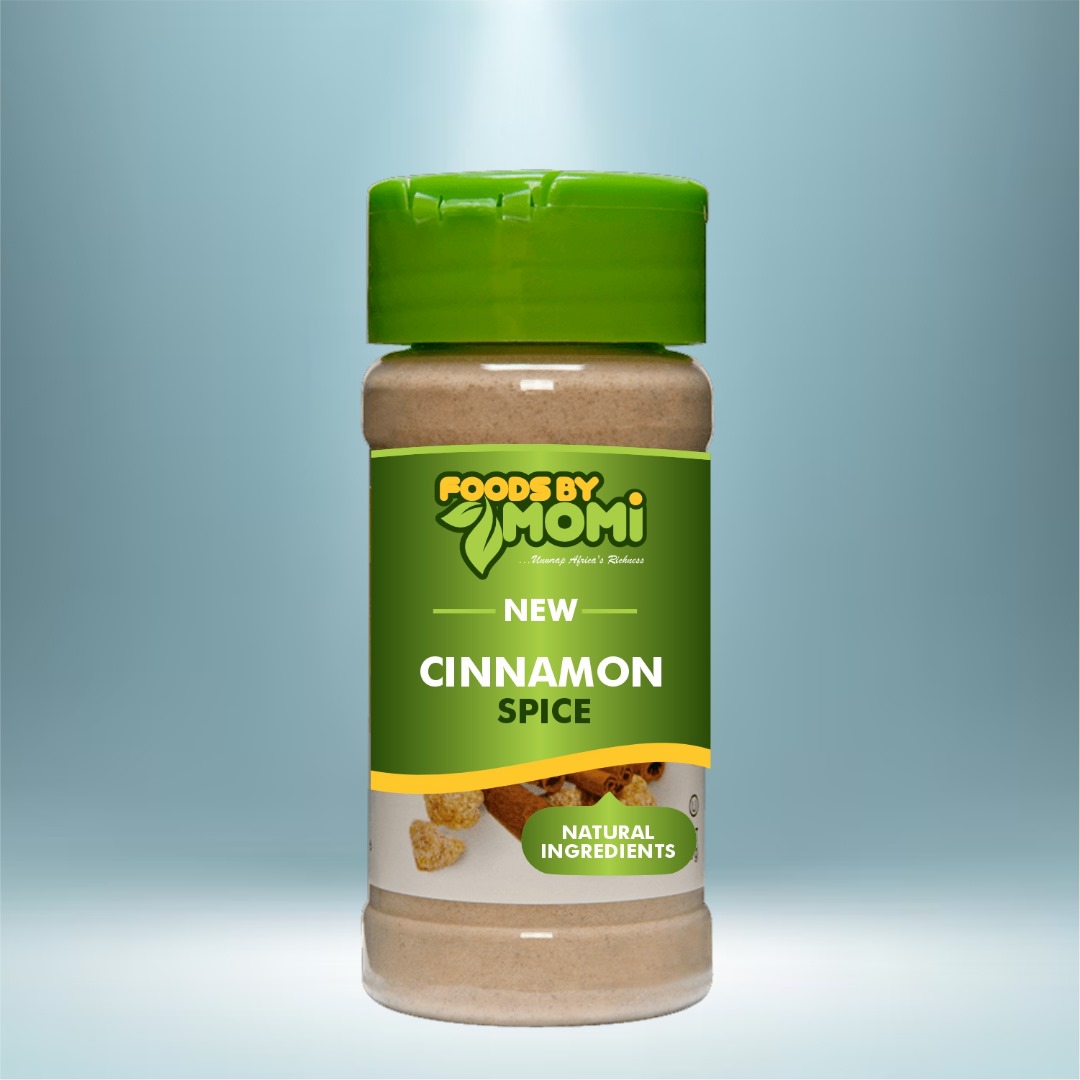 FOODS BY
MOMi
...Unwrap Africa's Richness
NEW
CINNAMON
SPICE
NATURAL
INGREDIENTS